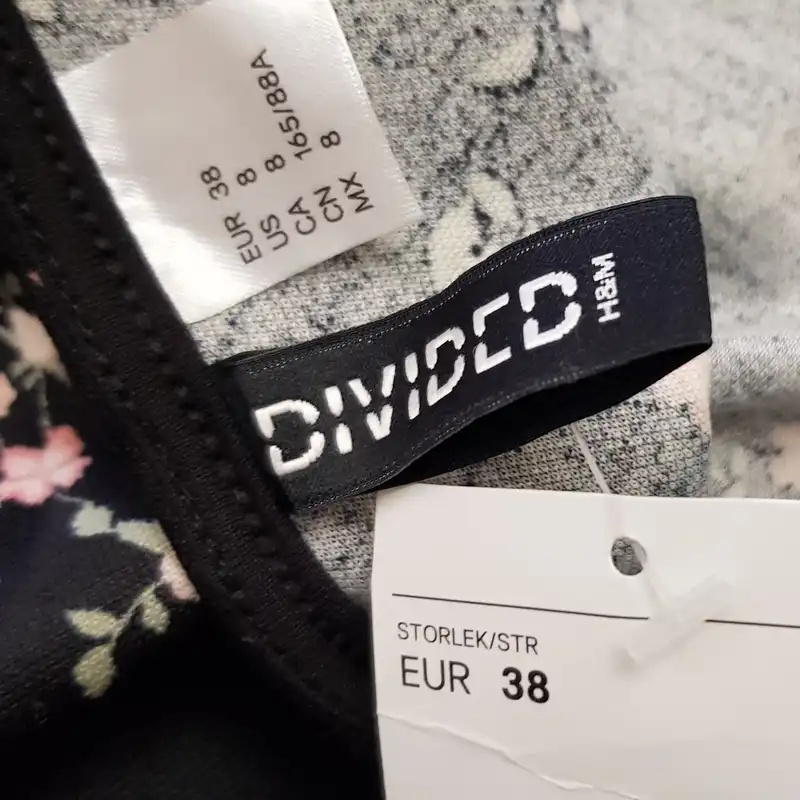 EUR 38
US 8
CA 8
CN 165/88A
MX 8
DIVIDED
H&M
STORLEK/STR
EUR 38